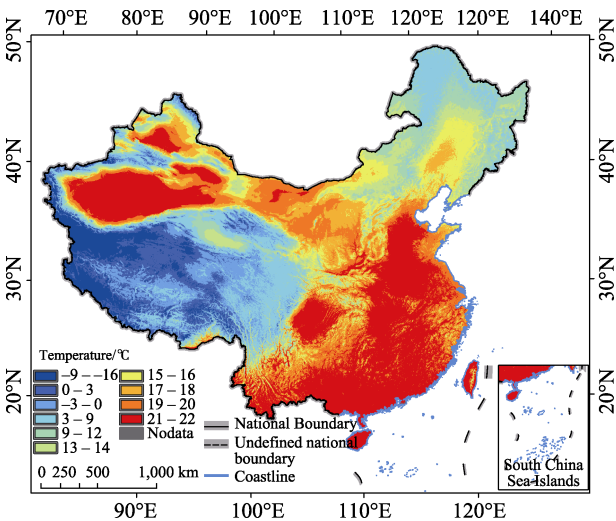 70°E 80°E 90°E 100°E 110°E 120°E 120°E 140°E
50°N 50°N
40°N 40°N
30°N 30°N
20°N 20°N
Temperature/℃
-9 – -16 15 – 16
0 – 3 17 – 18
-3 – 0 19 – 20
3 – 9 21 – 22
9 – 12 Nodata
13 – 14
National Boundary
Undefined national
boundary
Coastline
0 250 500 1,000 km
South China
Sea Islands
90°E 100°E 110°E 120°E